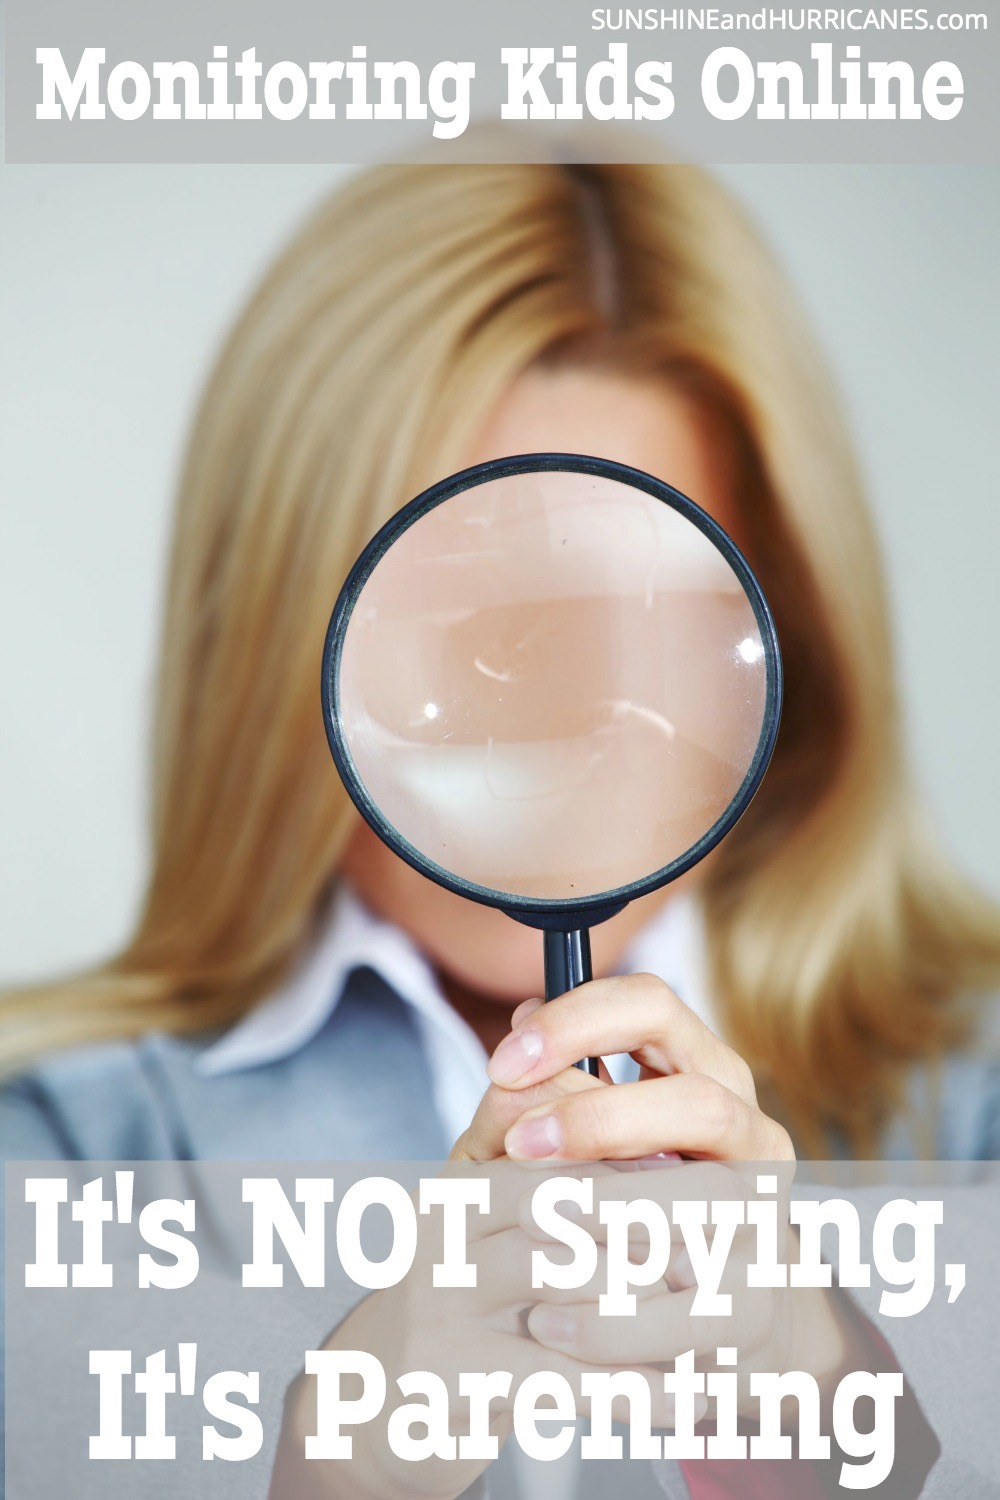 SUNSHINEandHURRICANES.com
Monitoring Kids Online
It's NOT Spying,
It's Parenting